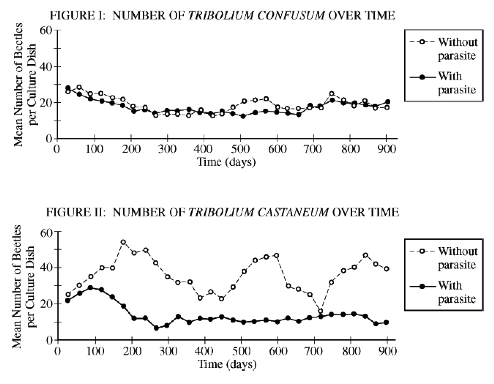 FIGURE I: NUMBER OF TRIBOLIUM CONFUSUM OVER TIME
Mean Number of Beetles
per Culture Dish
60
40
20
0
0 100 200 300 400 500 600 700 800 900
Time (days)
Without
parasite
With
parasite
FIGURE II: NUMBER OF TRIBOLIUM CASTANEUM OVER TIME
Mean Number of Beetles
per Culture Dish
60
40
20
0
0 100 200 300 400 500 600 700 800 900
Time (days)
Without
parasite
With
parasite